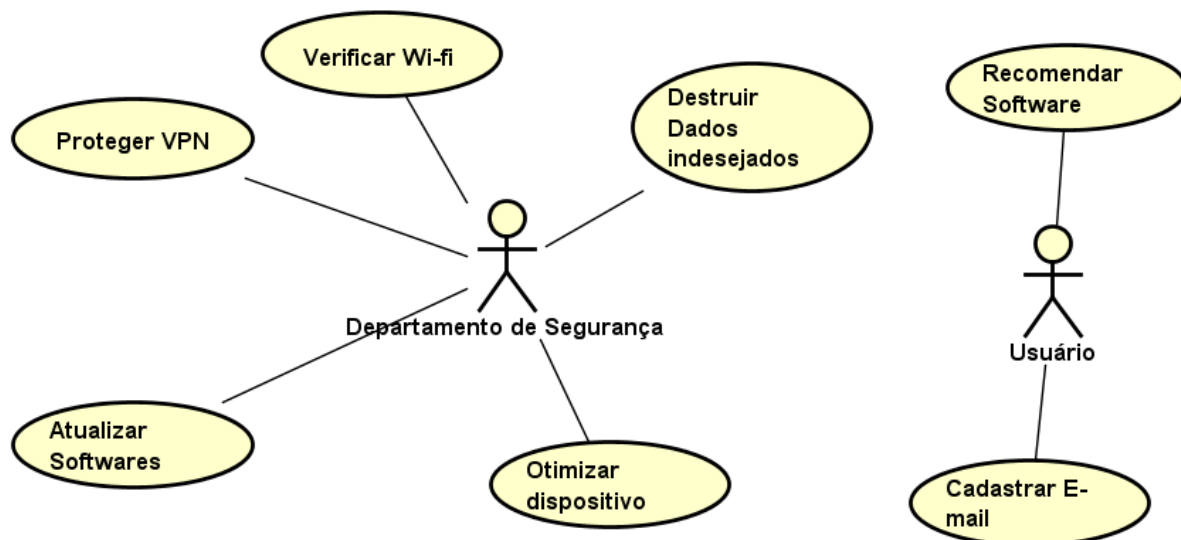 Verificar Wi-fi
Proteger VPN
Destruir
Dados
indesejados
Recomendar
Software
Departamento de Segurança
Usuário
Atualizar
Softwares
Otimizar
dispositivo
Cadastrar E-
mail